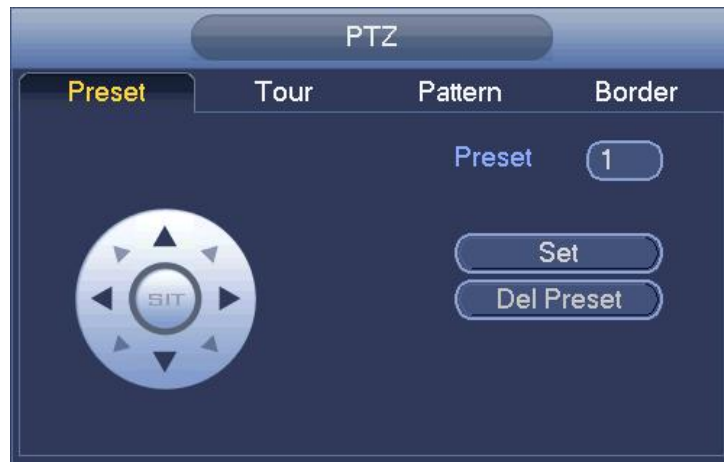 PTZ
Preset Tour Pattern Border
Preset 1
Set
SIT
Del Preset